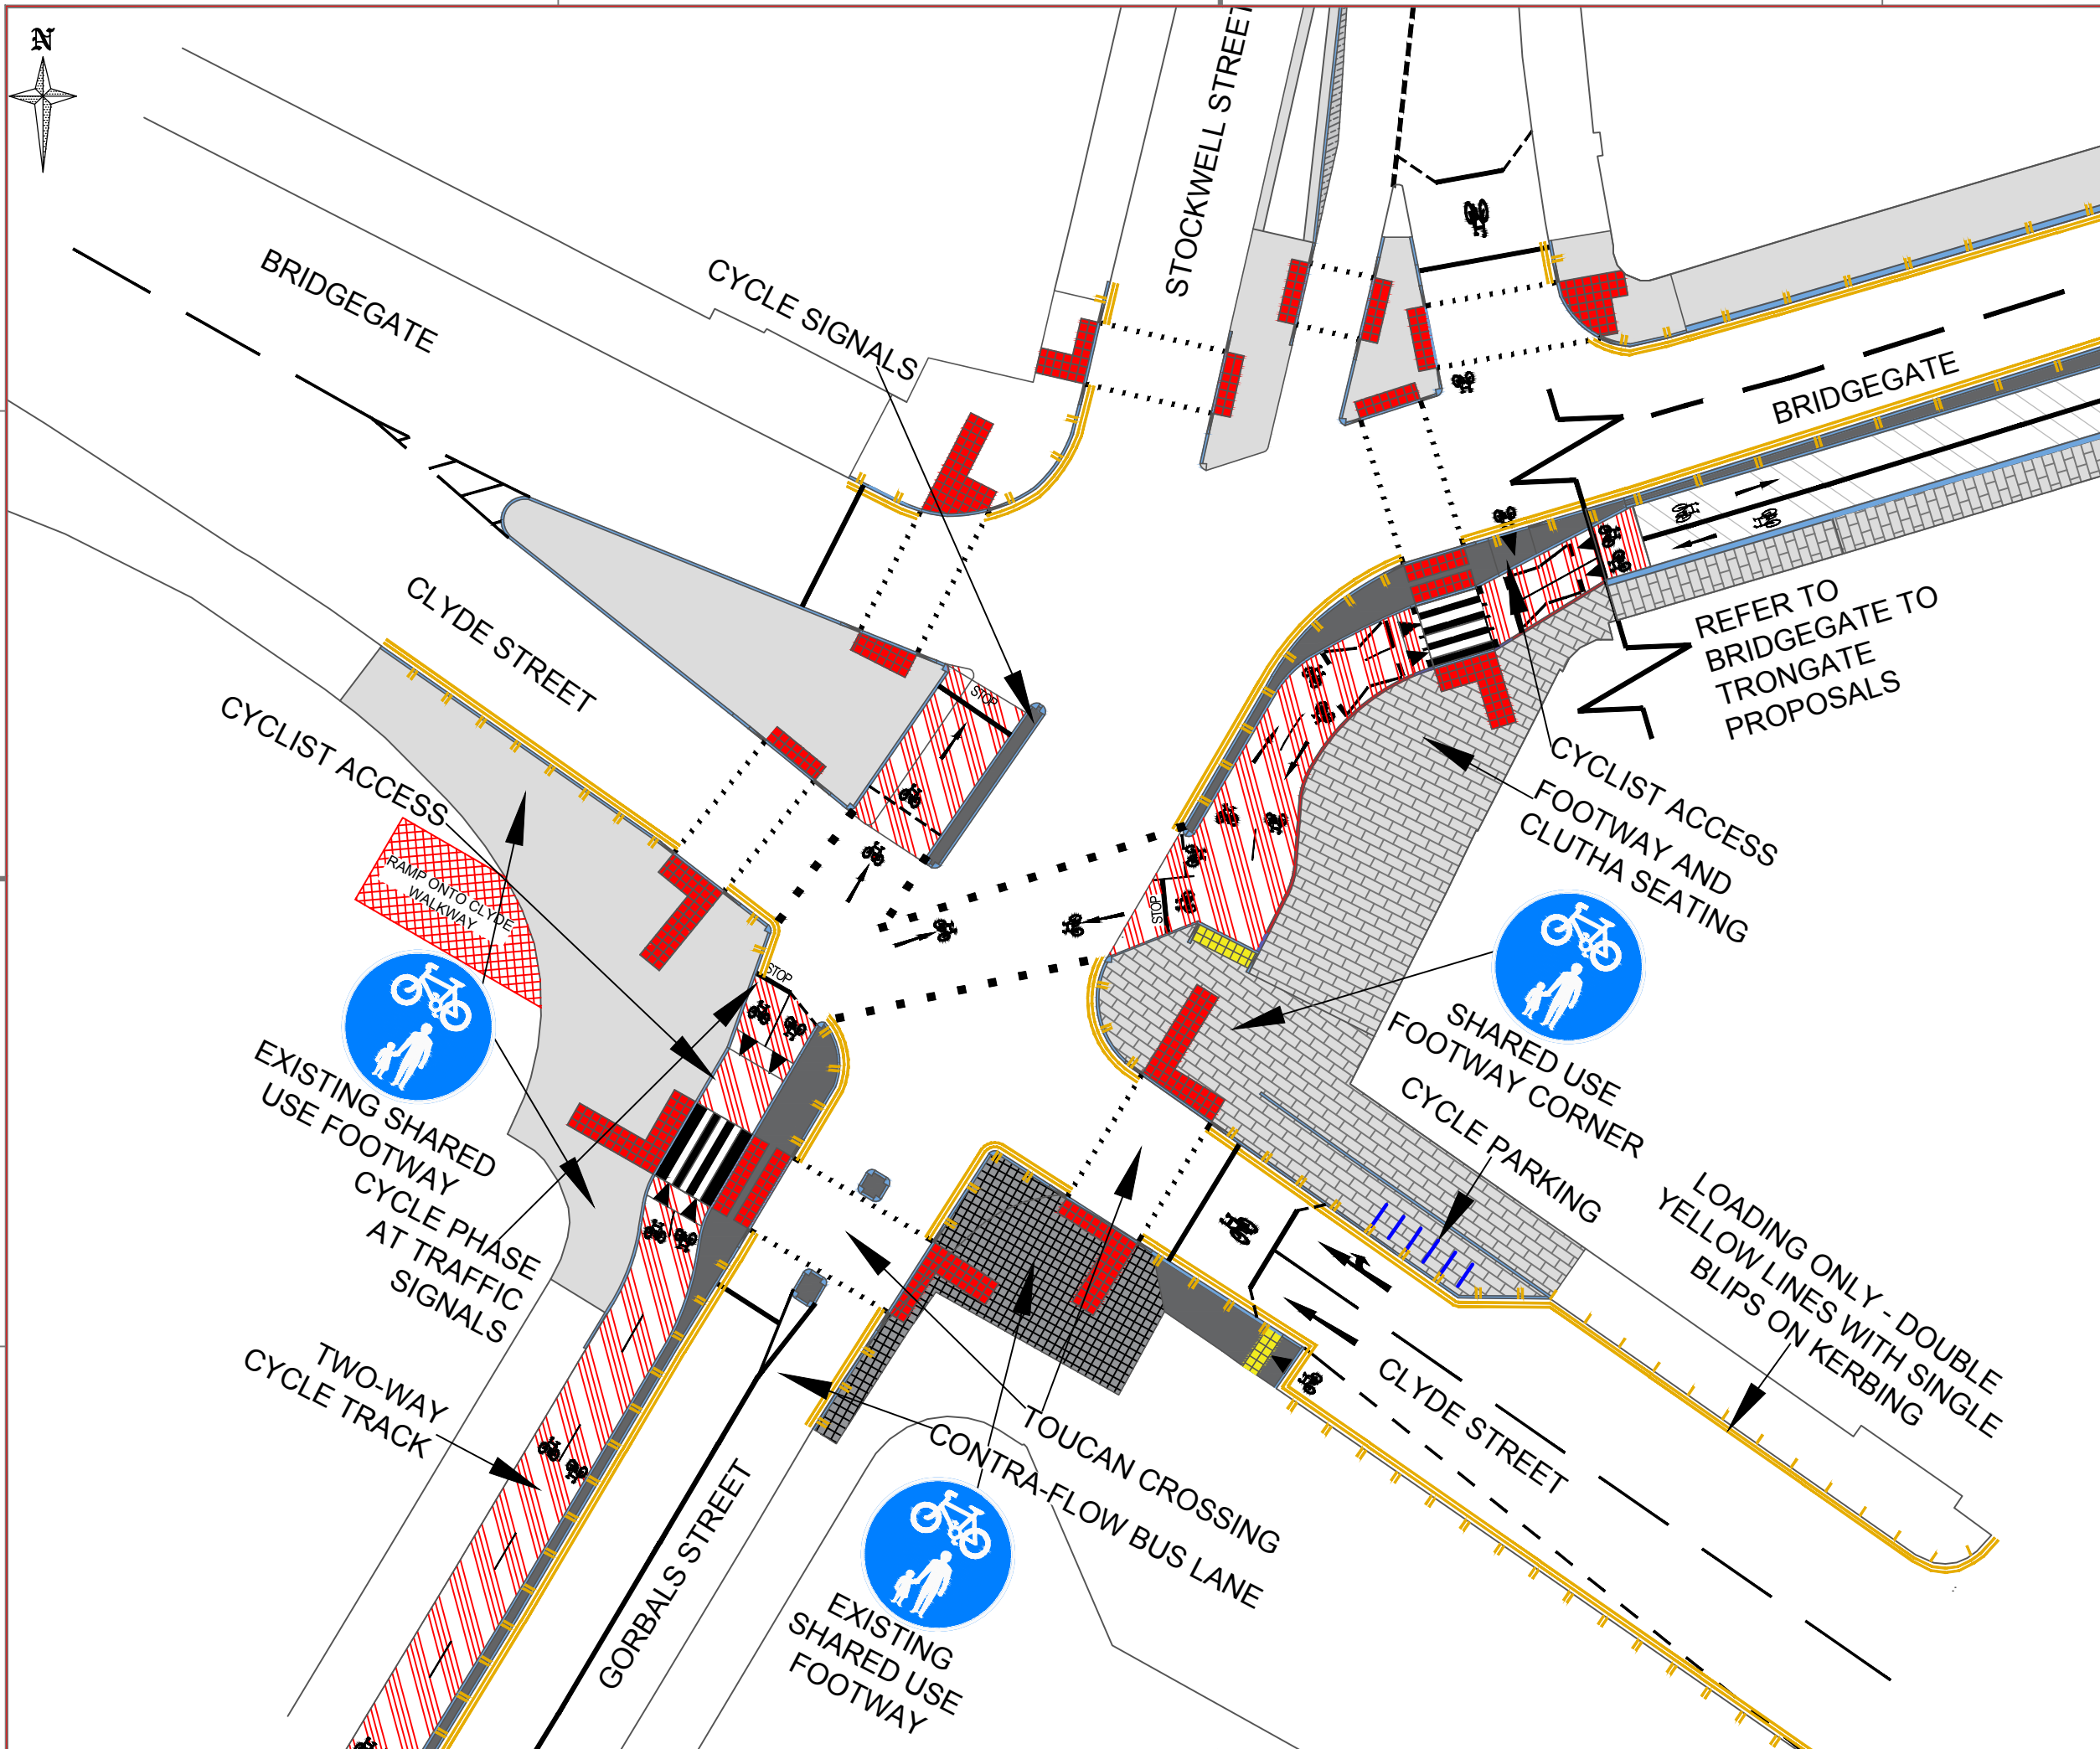 N
STOCKWELL STREET
BRIDGEGATE
CYCLE SIGNALS
BRIDGEGATE
CLYDE STREET
STOP
REFER TO
BRIDGEGATE TO
TRONGATE
PROPOSALS
CYCLIST ACCESS
CYCLIST ACCESS
FOOTWAY AND
CLUTHA SEATING
RAMP ONTO CLYDE
WALKWAY
STOP
STOP
SHARED USE
FOOTWAY CORNER
EXISTING SHARED
USE FOOTWAY
CYCLE PARKING
CYCLE PHASE
AT TRAFFIC
SIGNALS
LOADING ONLY - DOUBLE
YELLOW LINES WITH SINGLE
BLIPS ON KERBING
TWO-WAY
CYCLE TRACK
CLYDE STREET
TOUCAN CROSSING
CONTRA-FLOW BUS LANE
GORBALS STREET
EXISTING
SHARED USE
FOOTWAY